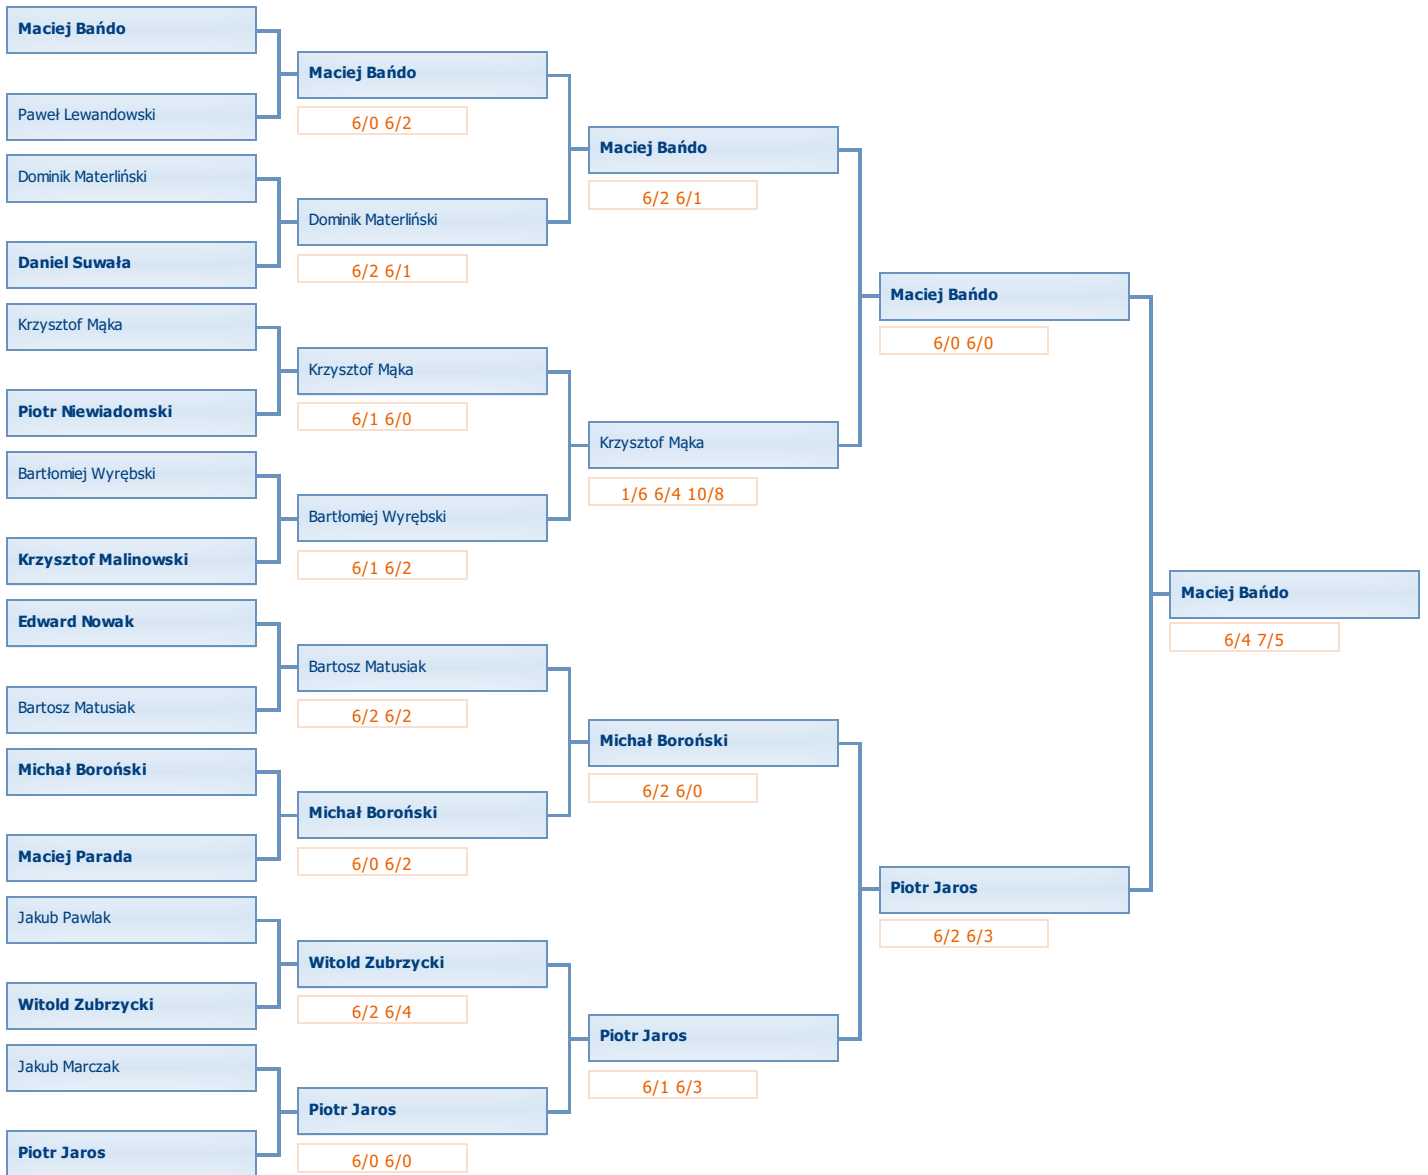 Maciej Bańdo
Paweł Lewandowski
Dominik Materliński
Daniel Suwała
Krzysztof Mąka
Piotr Niewiadomski
Bartłomiej Wyrębski
Krzysztof Malinowski
Edward Nowak
Bartosz Matusiak
Michał Boroński
Maciej Parada
Jakub Pawlak
Witold Zubrzycki
Jakub Marczak
Piotr Jaros
Maciej Bańdo
6/0 6/2
Dominik Materliński
6/2 6/1
Krzysztof Mąka
6/1 6/0
Bartłomiej Wyrębski
6/1 6/2
Bartosz Matusiak
6/2 6/2
Michał Boroński
6/0 6/2
Witold Zubrzycki
6/2 6/4
Piotr Jaros
6/0 6/0
Maciej Bańdo
6/2 6/1
Krzysztof Mąka
1/6 6/4 10/8
Michał Boroński
6/2 6/0
Piotr Jaros
6/1 6/3
Maciej Bańdo
6/0 6/0
Piotr Jaros
6/2 6/3
Maciej Bańdo
6/4 7/5